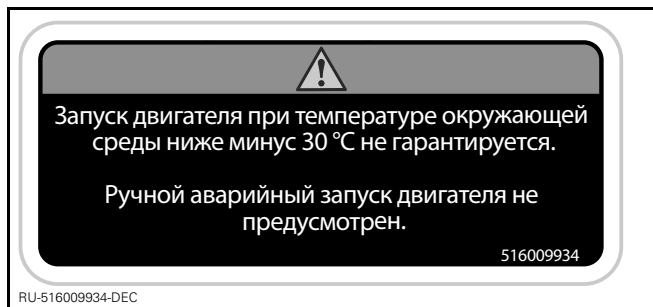 Запуск двигателя при температуре окружающей
среды ниже минус 30 °C не гарантируется.
Ручной аварийный запуск двигателя не
предусмотрен.
516009934
RU-516009934-DEC